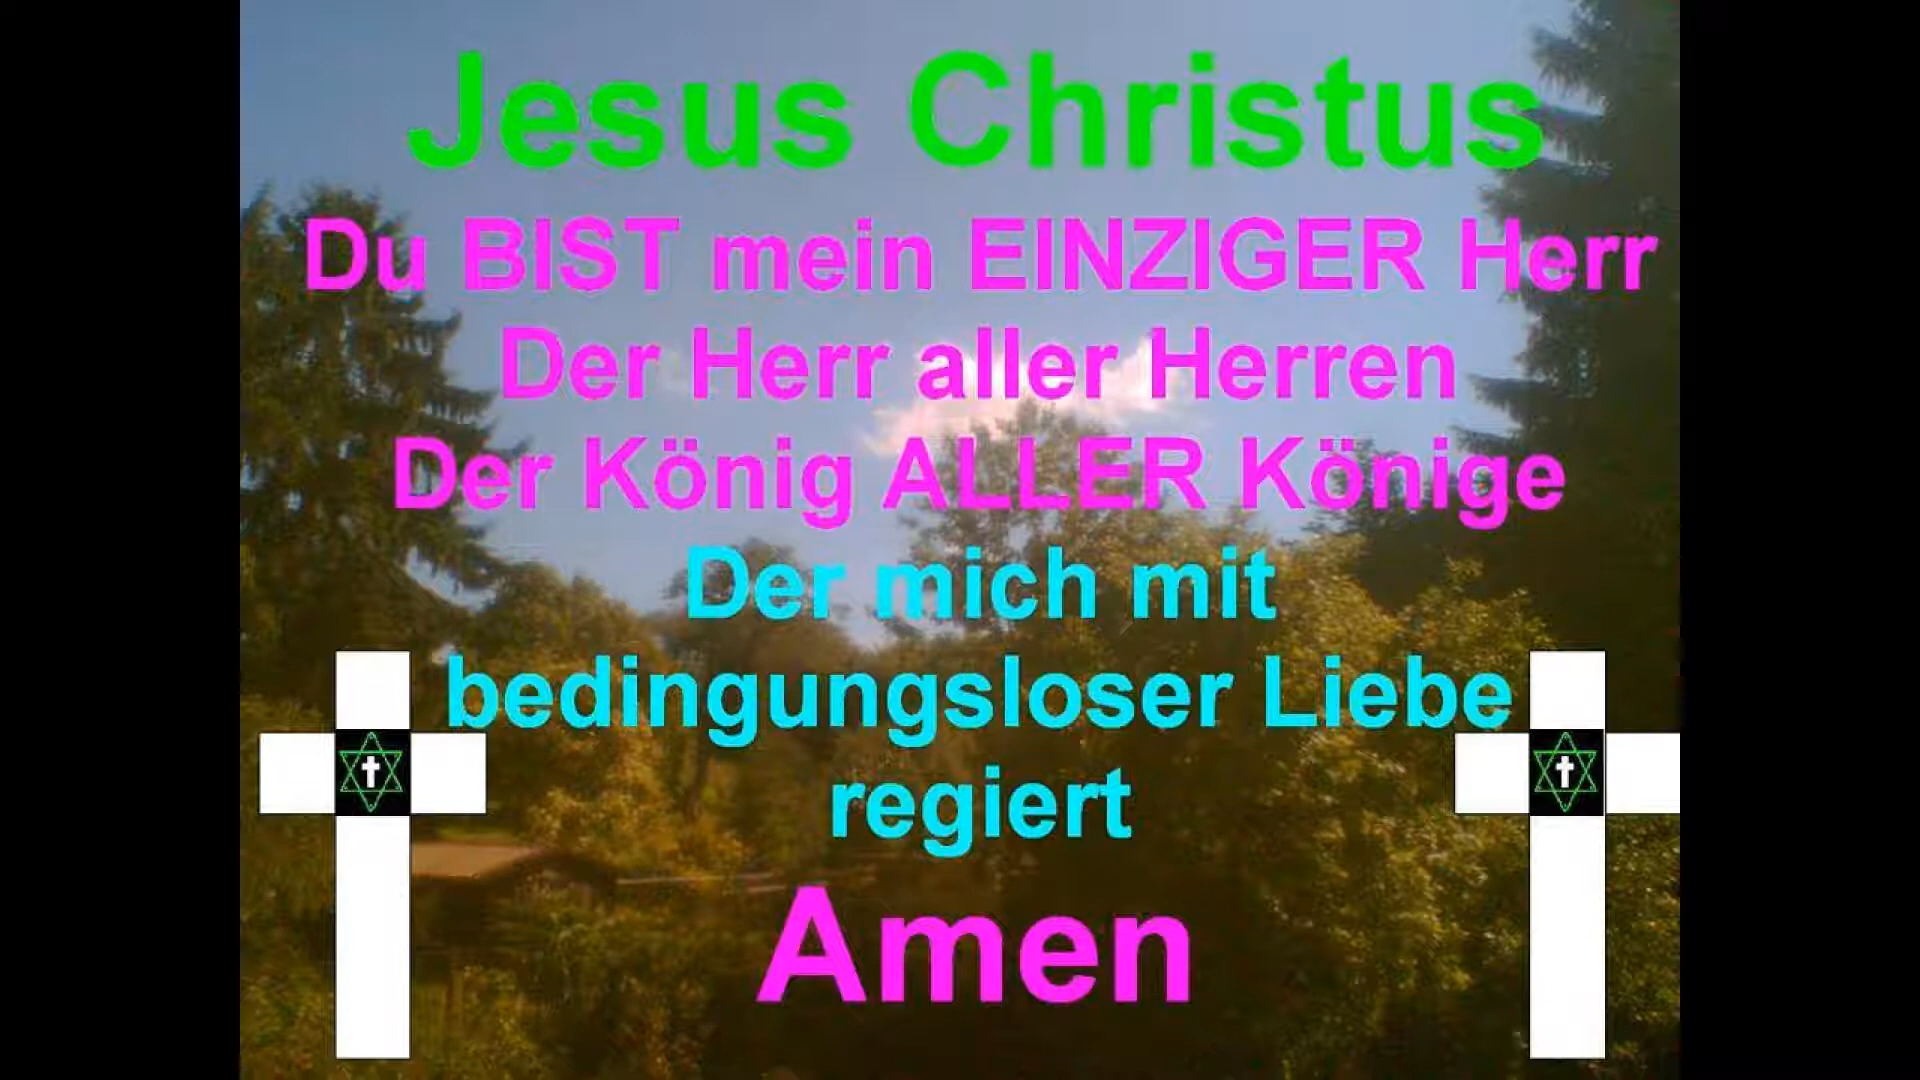 Jesus Christus
Du BIST mein EINZIGER Herr
Der Herr aller Herren
Der König ALLER Könige
Der mich mit
bedingungsloser Liebe
regiert
Amen